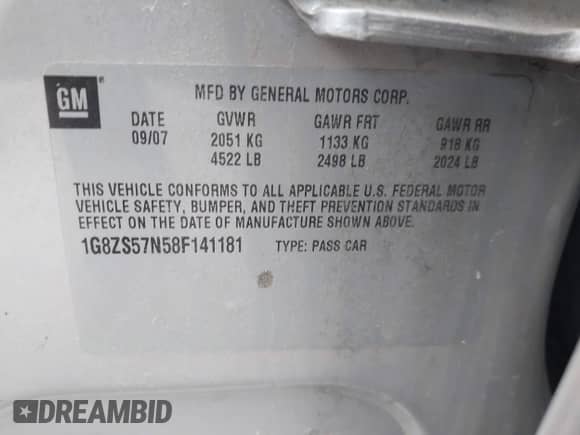 GM ®
MFD BY GENERAL MOTORS CORP.
DATE GVWR GAWR FRT GAWR RR
09/07 2051 KG 1133 KG 918 KG
4522 LB 2498 LB 2024 LB
THIS VEHICLE CONFORMS TO ALL APPLICABLE U.S. FEDERAL MOTOR
VEHICLE SAFETY, BUMPER, AND THEFT PREVENTION STANDARDS IN
EFFECT ON THE DATE OF MANUFACTURE SHOWN ABOVE.
1G8ZS57N58F141181 TYPE: PASS CAR
DREAMBID